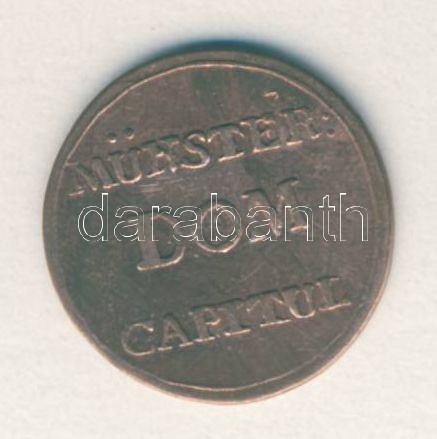 MÜNSTER:
DOM
darabanth
CAPITUL